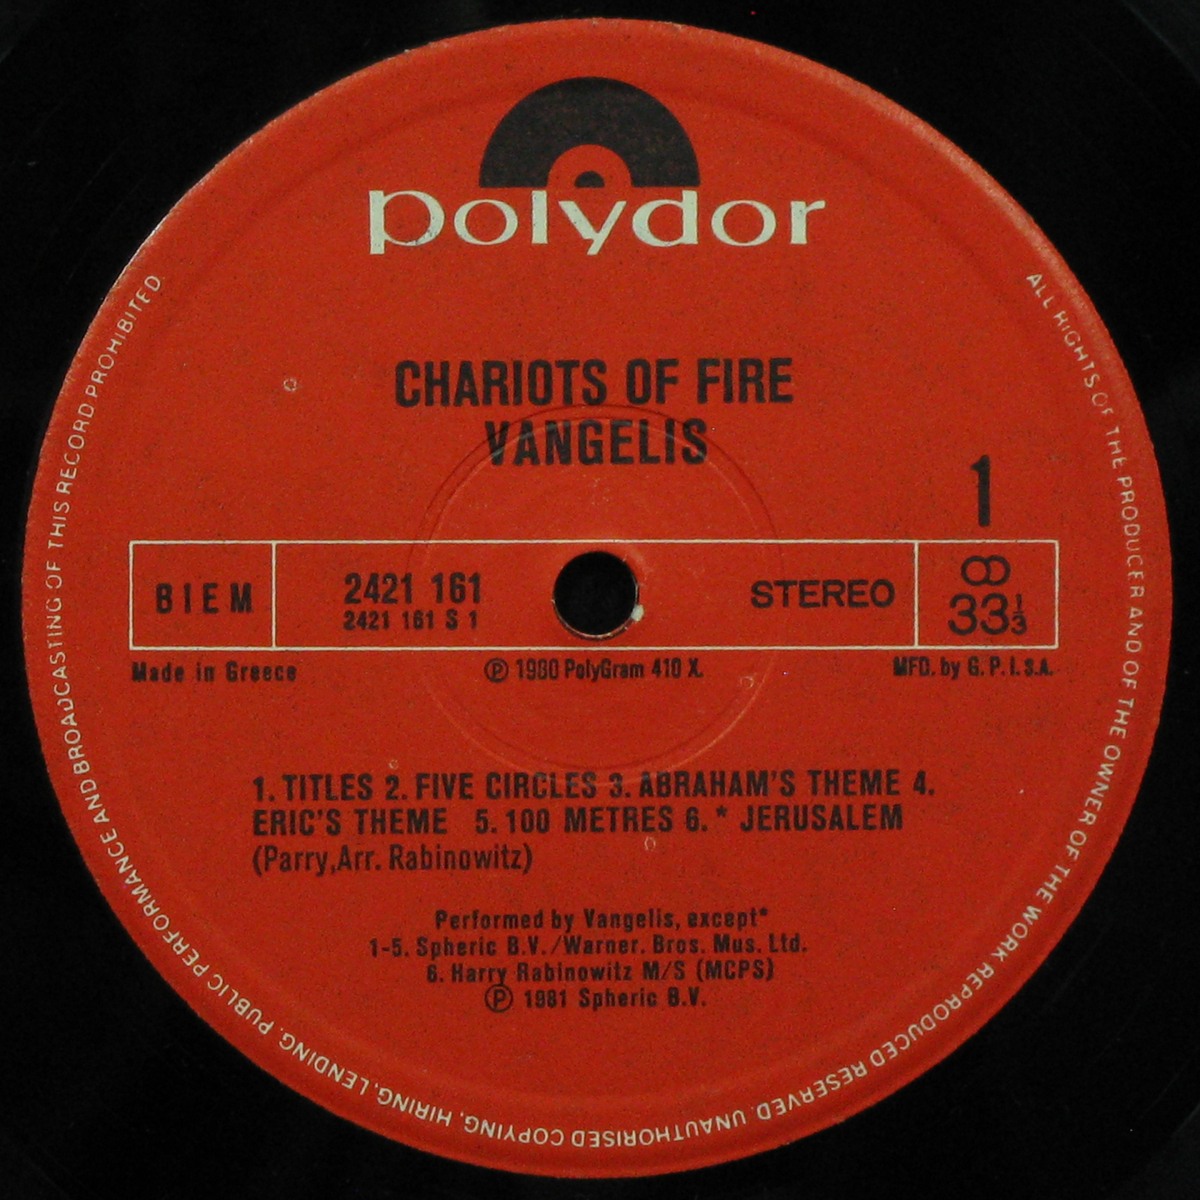 polydor
CHARIOTS OF FIRE
VANGELIS
1
BIEM
2421 161
2421 161 S 1
STEREO
33 1/3
Made in Greece
℗ 1980 PolyGram 410 X.
MFD. by G. P. I. S.A.
1. TITLES 2. FIVE CIRCLES 3. ABRAHAM'S THEME 4.
ERIC'S THEME 5. 100 METRES 6. * JERUSALEM
(Parry,Arr. Rabinowitz)
Performed by Vangelis, except*
1-5. Spheric B.V./Warner. Bros. Mus. Ltd.
6. Harry Rabinowitz M/S (MCPS)
℗ 1981 Spheric B.V.
ALL RIGHTS OF THE PRODUCER AND OF THE OWNER OF THE WORK REPRODUCED RESERVED. UNAUTHORISED COPYING, HIRING, LENDING, PUBLIC PERFORMANCE AND BROADCASTING OF THIS RECORD PROHIBITED